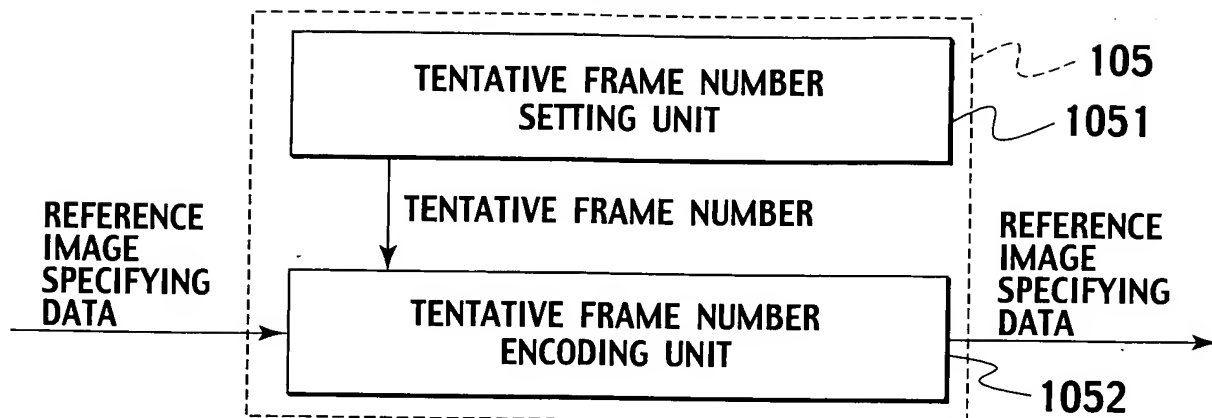 TENTATIVE FRAME NUMBER
SETTING UNIT
105
1051
TENTATIVE FRAME NUMBER
REFERENCE
IMAGE
SPECIFYING
DATA
TENTATIVE FRAME NUMBER
ENCODING UNIT
REFERENCE
IMAGE
SPECIFYING
DATA
1052